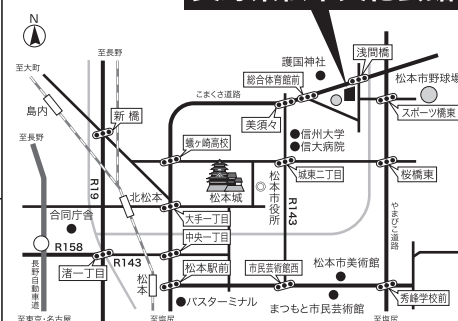 N
至長野
至大町
護国神社
浅間橋
総合体育館前
松本市野球場
島内
こまくさ道路
新橋
美須々
スポーツ橋東
至長野
蟻ヶ崎高校
信州大学
信大病院
城東二丁目
桜橋東
R19
北松本
松本城
松本市役所
R143
やまびこ道路
合同庁舎
大手一丁目
中央一丁目
R158
渚一丁目
R143
松本駅前
市民芸術館西
松本市美術館
長野自動車道
松本
バスターミナル
まつもと市民芸術館
秀峰学校前
至東京・名古屋
至塩尻
至塩尻